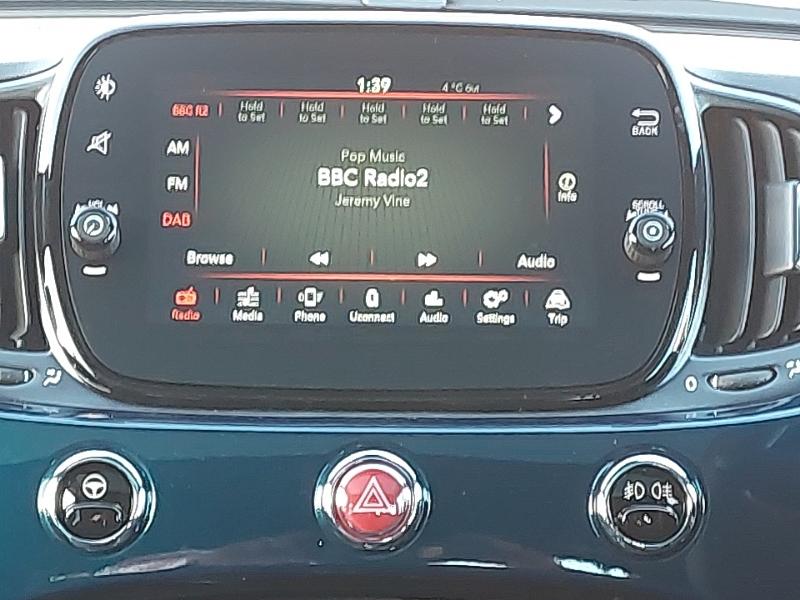 1:39 4°C out
BBC R2 Hold to Set Hold to Set Hold to Set Hold to Set Hold to Set
BACK
AM
FM
DAB
Pop Music
BBC Radio2
Jeremy Vine
Info
VOL
SCROLL
Browse Audio
Radio Media Phone Uconnect Audio Settings Trip
0